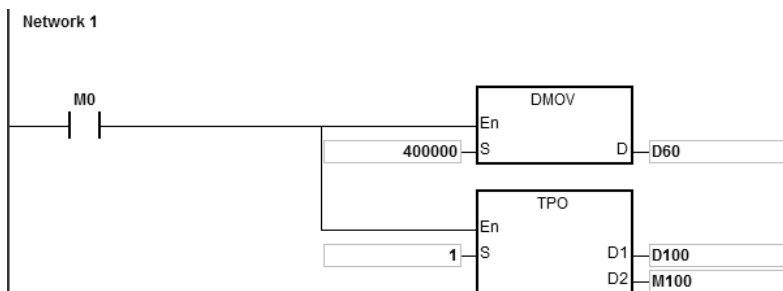 Network 1
M0
DMOV
En
400000 S D D60
TPO
En
1 S D1 D100
D2 M100